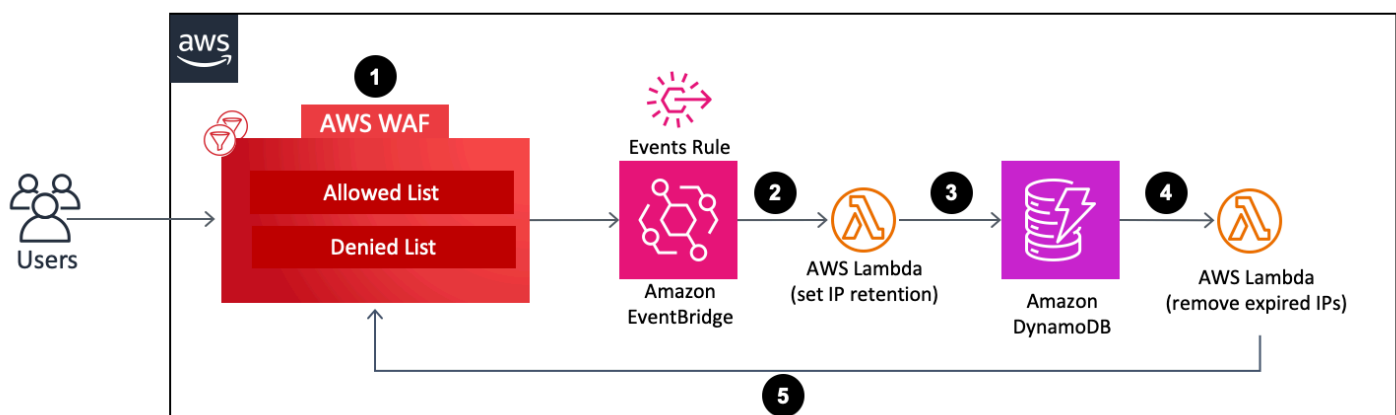 aws
1
AWS WAF
Allowed List
Denied List
Users
Events Rule
Amazon
EventBridge
2
AWS Lambda
(set IP retention)
3
Amazon
DynamoDB
4
AWS Lambda
(remove expired IPs)
5